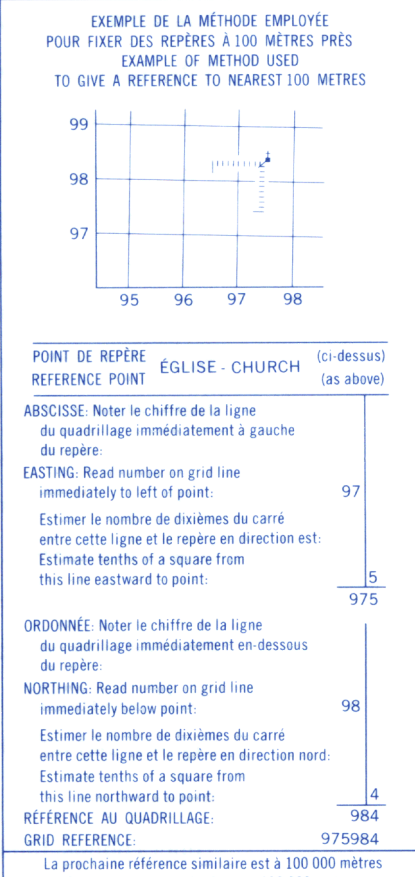 EXEMPLE DE LA MÉTHODE EMPLOYÉE
POUR FIXER DES REPÈRES À 100 MÈTRES PRÈS
EXAMPLE OF METHOD USED
TO GIVE A REFERENCE TO NEAREST 100 METRES
99
98
97
95 96 97 98
POINT DE REPÈRE
REFERENCE POINT
ÉGLISE - CHURCH
(ci-dessus)
(as above)
ABSCISSE: Noter le chiffre de la ligne
du quadrillage immédiatement à gauche
du repère:
EASTING: Read number on grid line
immediately to left of point: 97
Estimer le nombre de dixièmes du carré
entre cette ligne et le repère en direction est:
Estimate tenths of a square from
this line eastward to point: 5
975
ORDONNÉE: Noter le chiffre de la ligne
du quadrillage immédiatement en-dessous
du repère:
NORTHING: Read number on grid line
immediately below point: 98
Estimer le nombre de dixièmes du carré
entre cette ligne et le repère en direction nord:
Estimate tenths of a square from
this line northward to point: 4
RÉFÉRENCE AU QUADRILLAGE: 984
GRID REFERENCE: 975984
La prochaine référence similaire est à 100 000 mètres